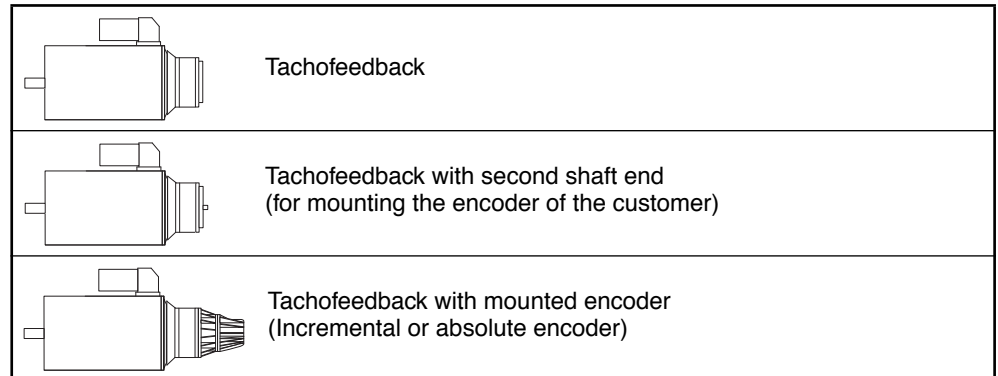 Tachofeedback
Tachofeedback with second shaft end
(for mounting the encoder of the customer)
Tachofeedback with mounted encoder
(Incremental or absolute encoder)